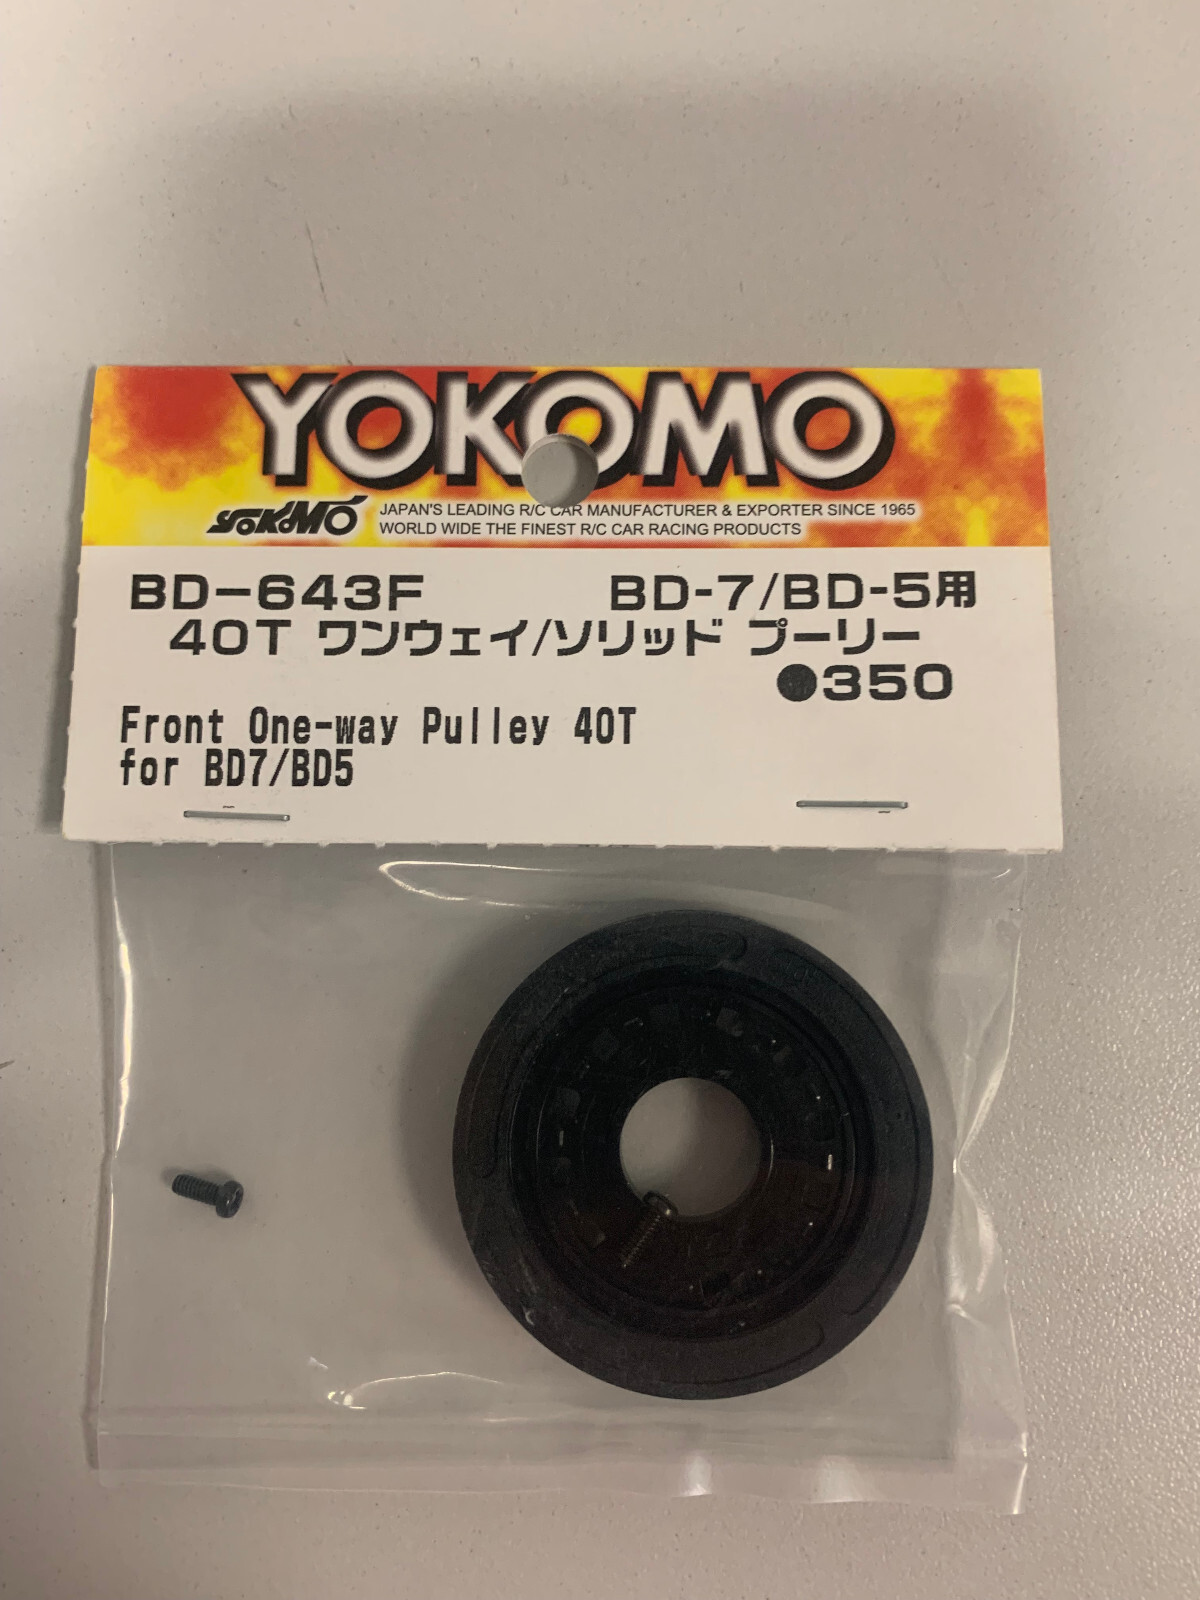 YOKOMO
YOKOMO JAPAN'S LEADING R/C CAR MANUFACTURER & EXPORTER SINCE 1965
WORLD WIDE THE FINEST R/C CAR RACING PRODUCTS
BD-643F BD-7/BD-5用
40T ワンウェイ/ソリッド プーリー
●350
Front One-way Pulley 40T
for BD7/BD5